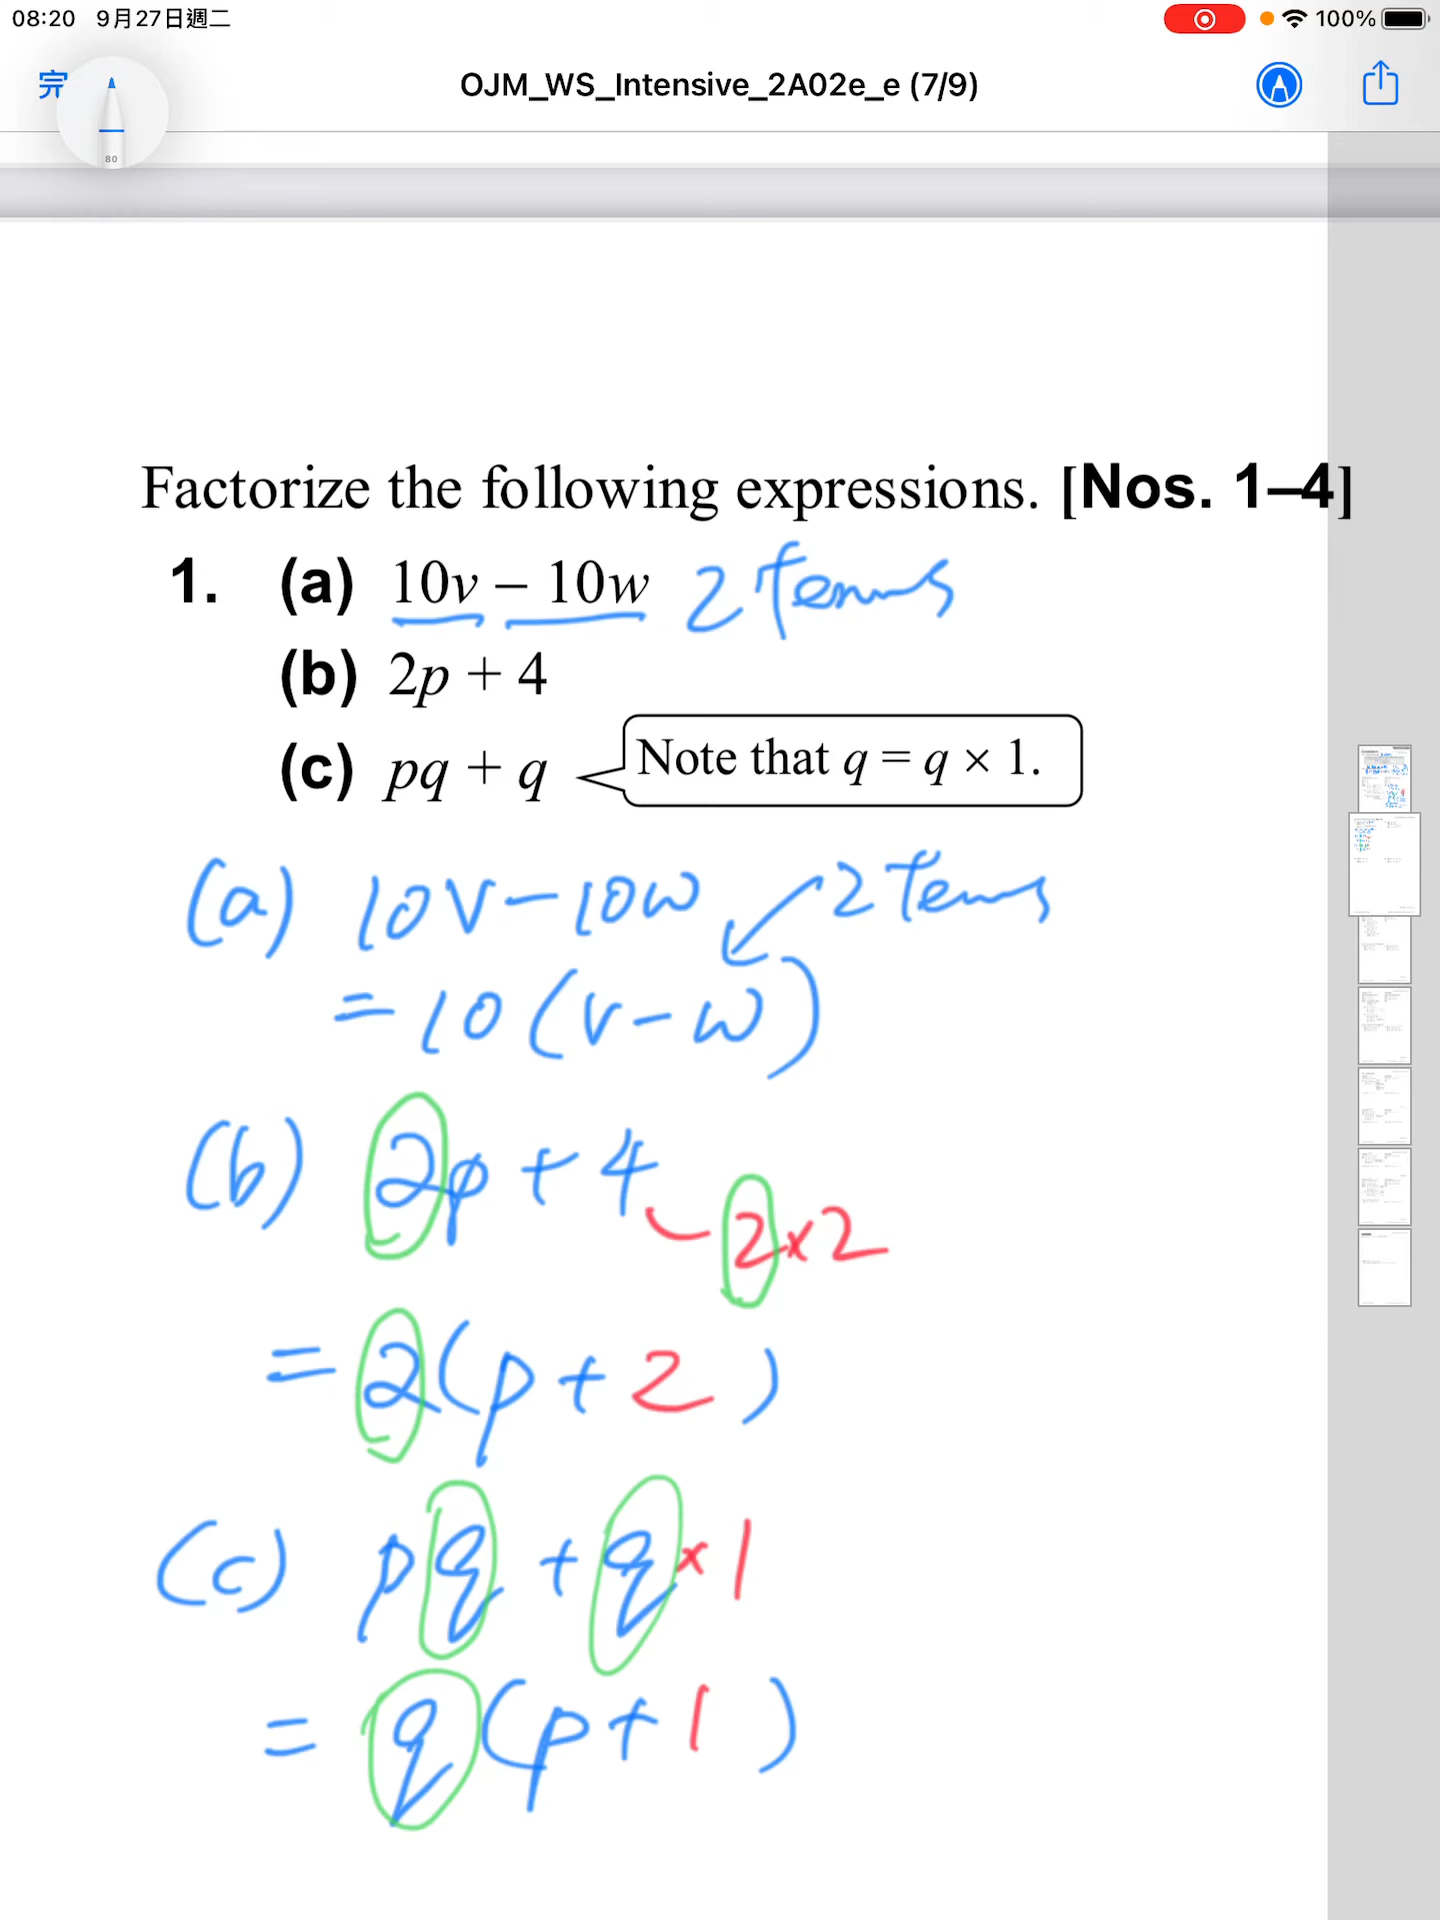 08:20 9月27日週二 100%
完
OJM_WS_Intensive_2A02e_e (7/9)
80
Factorize the following expressions. [Nos. 1–4]
1. (a) 10v – 10w 2 terms
(b) 2p + 4
(c) pq + q Note that q = q × 1.
(a) 10v – 10w 2 terms
= 10 (v – w)
(b) 2p + 4
2 × 2
= 2(p + 2)
(c) pq + q × 1
= q(p + 1)